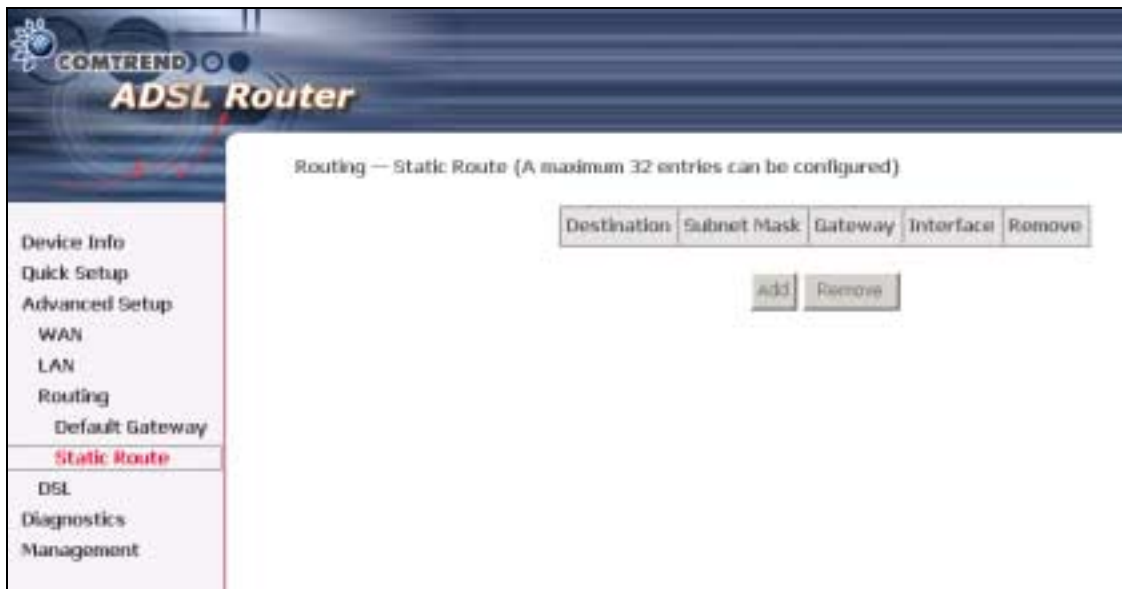 COMTREND
ADSL Router
Routing -- Static Route (A maximum 32 entries can be configured)
Destination Subnet Mask Gateway Interface Remove
Add Remove
Device Info
Quick Setup
Advanced Setup
WAN
LAN
Routing
Default Gateway
Static Route
DSL
Diagnostics
Management